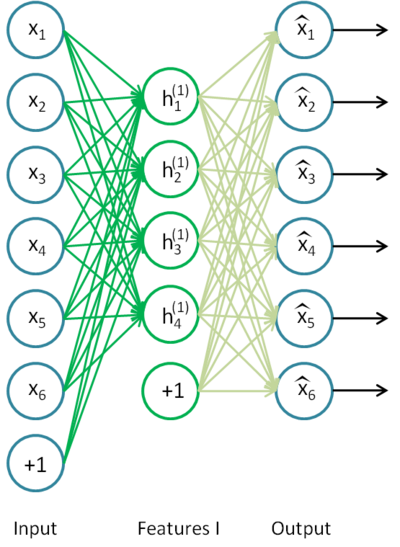 x₁
x₂
x₃
x₄
x₅
x₆
+1
Input
h₁⁽¹⁾
h₂⁽¹⁾
h₃⁽¹⁾
h₄⁽¹⁾
+1
Features I
x̂₁
x̂₂
x̂₃
x̂₄
x̂₅
x̂₆
Output